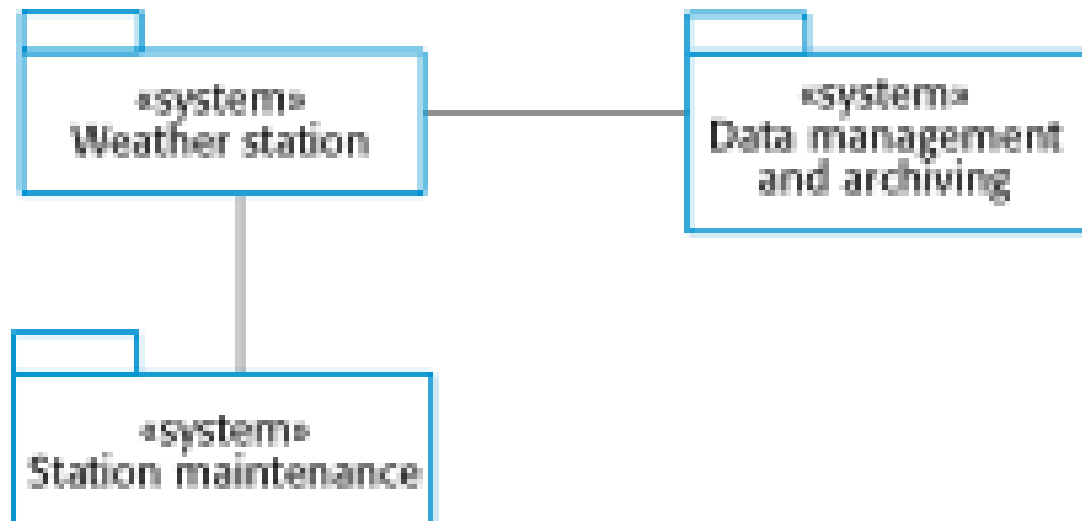 «system»
Weather station
«system»
Data management
and archiving
«system»
Station maintenance